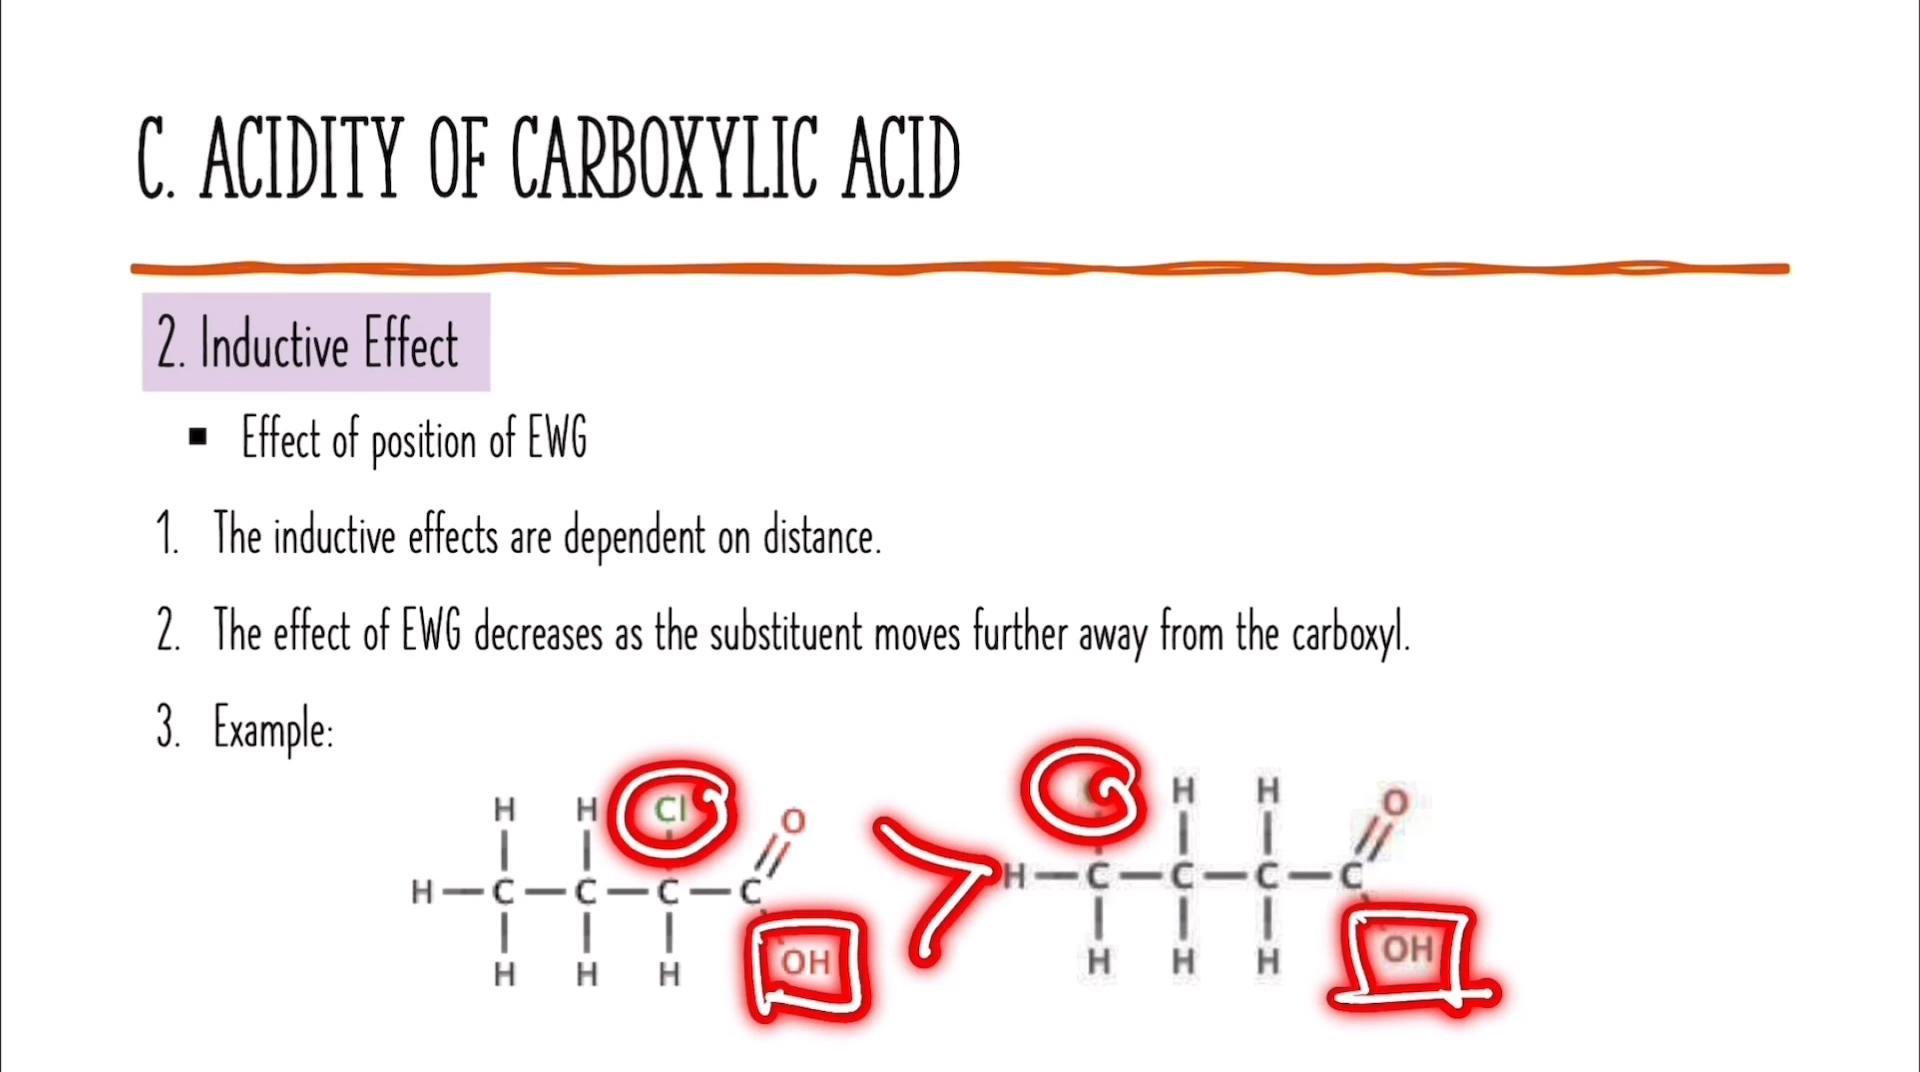 C. ACIDITY OF CARBOXYLIC ACID
2. Inductive Effect
▪ Effect of position of EWG
1. The inductive effects are dependent on distance.
2. The effect of EWG decreases as the substituent moves further away from the carboxyl.
3. Example:
H H Cl O
H—C—C—C—C
H H H OH
>
H H O
H—C—C—C—C
H H H OH